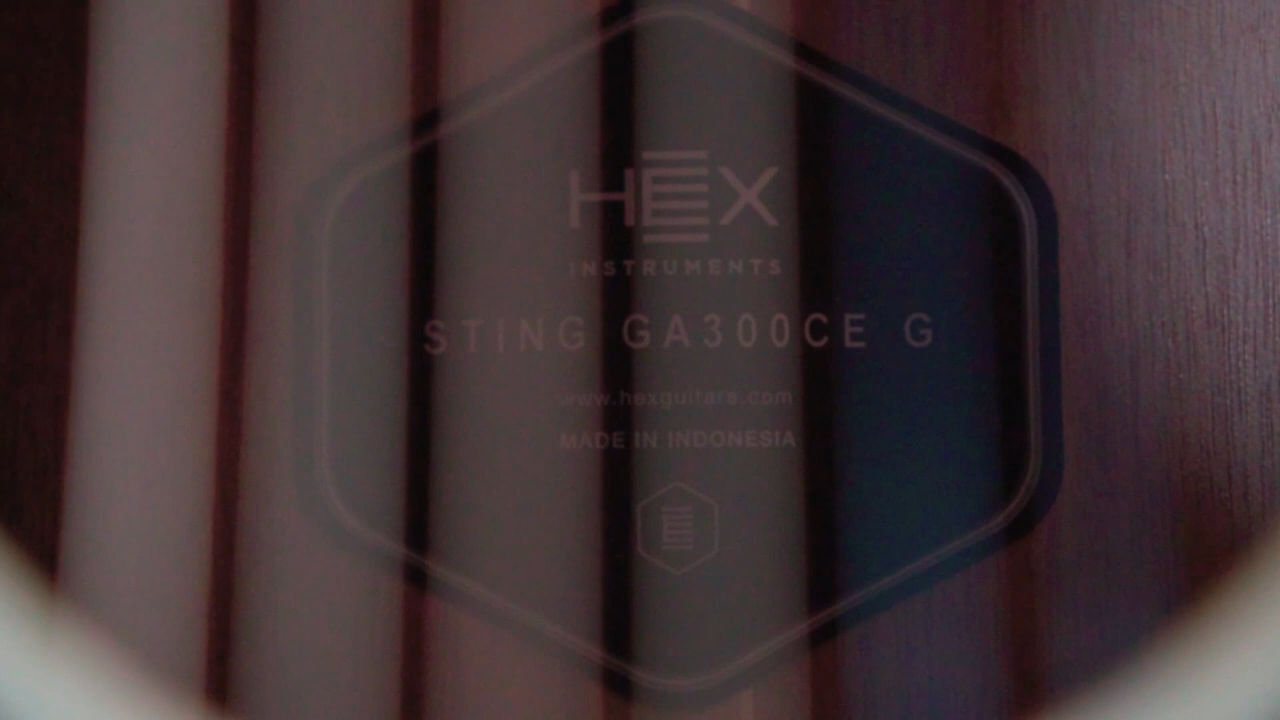 HEX
INSTRUMENTS
STING GA300CE G
www.hexguitars.com
MADE IN INDONESIA